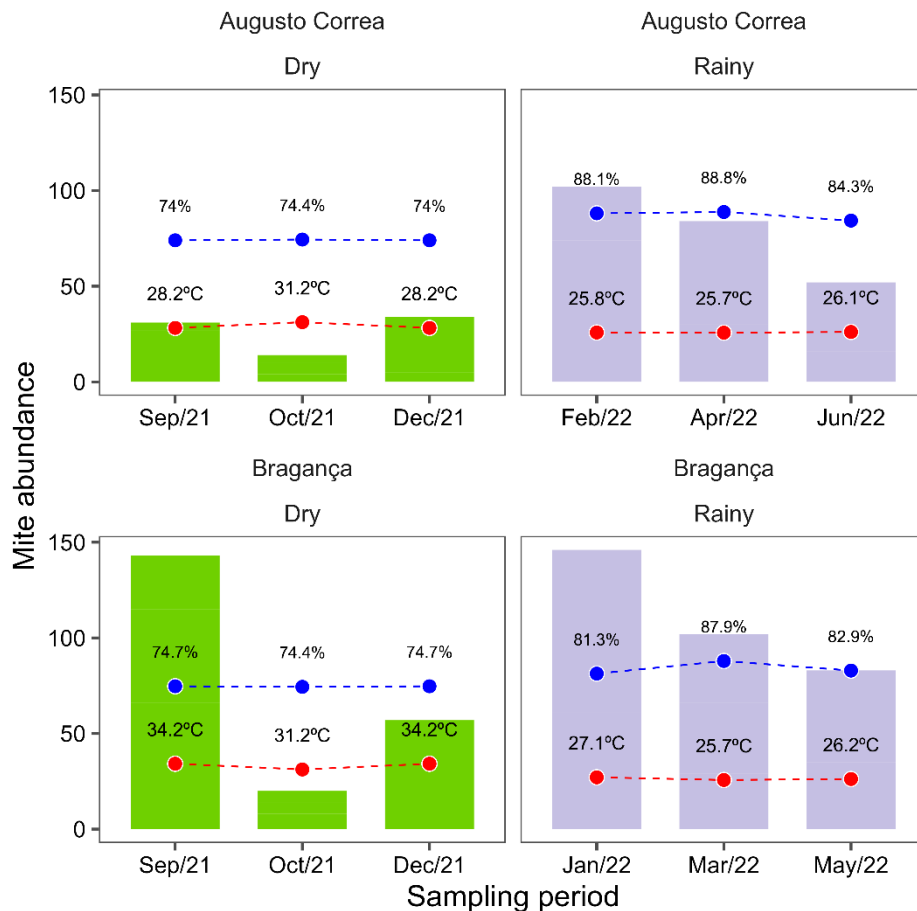 Augusto Correa
Augusto Correa
Dry
Rainy
150
100
50
0
74%
74.4%
74%
28.2ºC
31.2ºC
28.2ºC
88.1%
88.8%
84.3%
25.8ºC
25.7ºC
26.1ºC
Sep/21
Oct/21
Dec/21
Feb/22
Apr/22
Jun/22
Mite abundance
Bragança
Bragança
Dry
Rainy
150
100
50
0
74.7%
74.4%
74.7%
34.2ºC
31.2ºC
34.2ºC
81.3%
87.9%
82.9%
27.1ºC
25.7ºC
26.2ºC
Sep/21
Oct/21
Dec/21
Jan/22
Mar/22
May/22
Sampling period